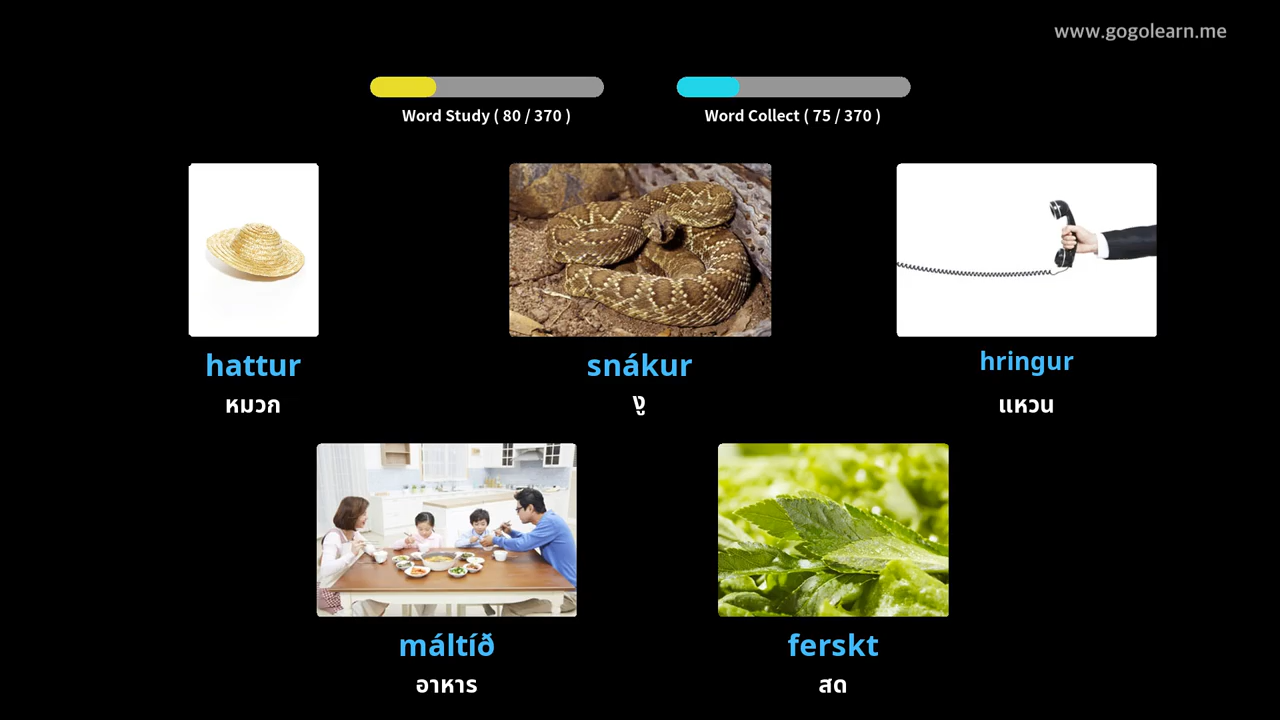 www.gogolearn.me
Word Study ( 80 / 370 )
Word Collect ( 75 / 370 )
hattur
หมวก
snákur
งู
hringur
แหวน
máltíð
อาหาร
ferskt
สด